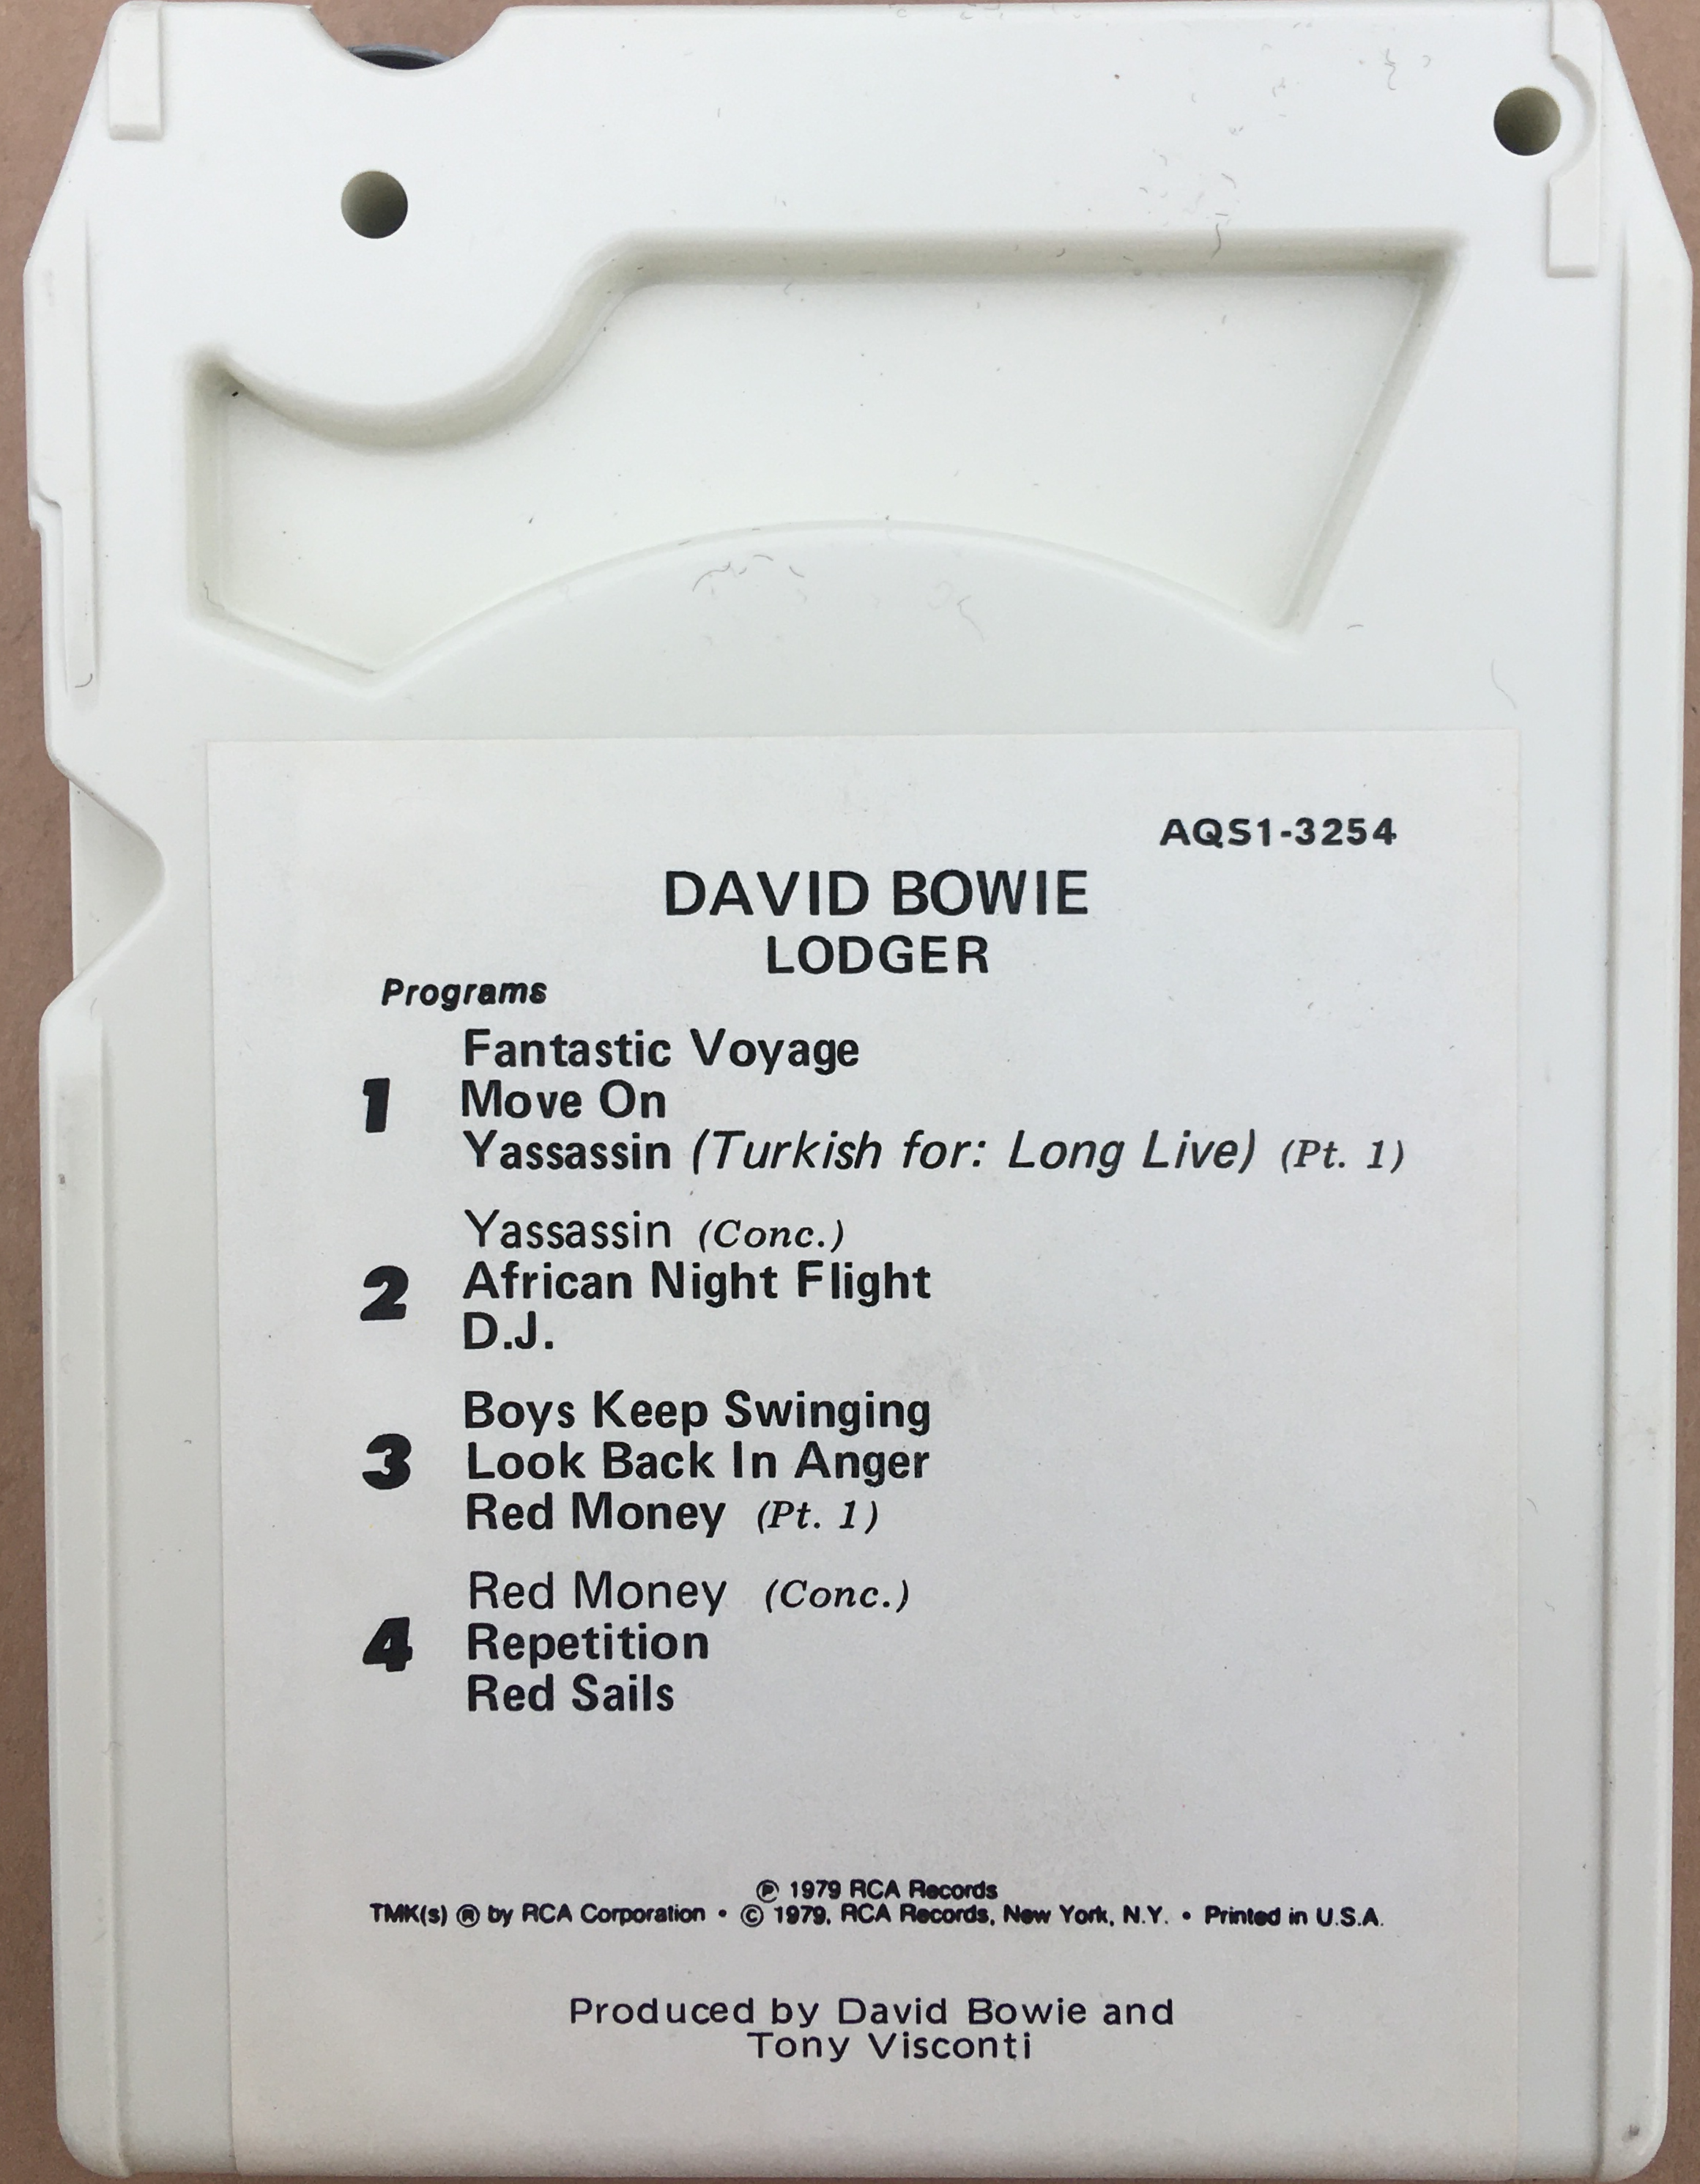 AQS1-3254
DAVID BOWIE
LODGER
Programs
Fantastic Voyage
1 Move On
Yassassin (Turkish for: Long Live) (Pt. 1)
Yassassin (Conc.)
2 African Night Flight
D.J.
Boys Keep Swinging
3 Look Back In Anger
Red Money (Pt. 1)
Red Money (Conc.)
4 Repetition
Red Sails
℗ 1979 RCA Records
TMK(s) ® by RCA Corporation • © 1979, RCA Records, New York, N.Y. • Printed in U.S.A.
Produced by David Bowie and
Tony Visconti